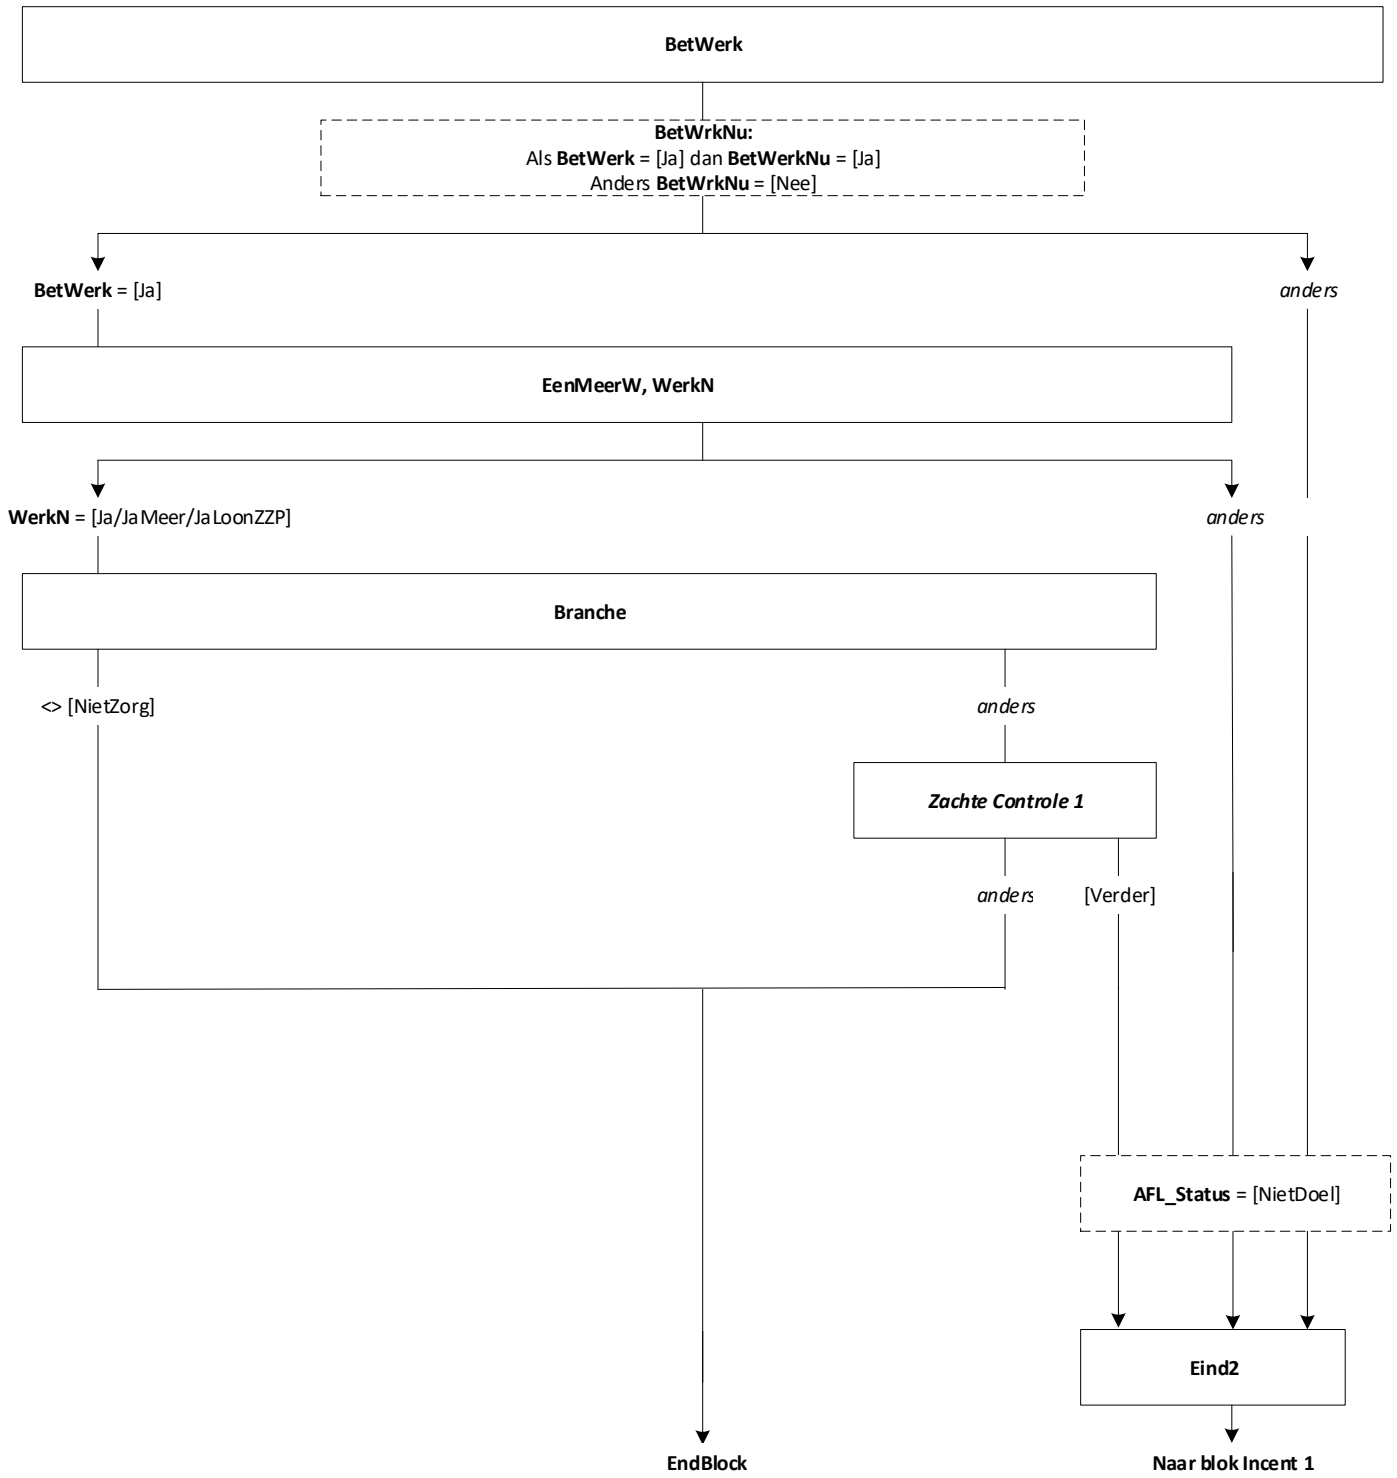 BetWerk
BetWrkNu:
Als BetWerk = [Ja] dan BetWerkNu = [Ja]
Anders BetWrkNu = [Nee]
BetWerk = [Ja]
anders
EenMeerW, WerkN
WerkN = [Ja/JaMeer/JaLoonZZP]
anders
Branche
<> [NietZorg]
anders
Zachte Controle 1
anders
[Verder]
AFL_Status = [NietDoel]
Eind2
EndBlock
Naar blok Incent 1